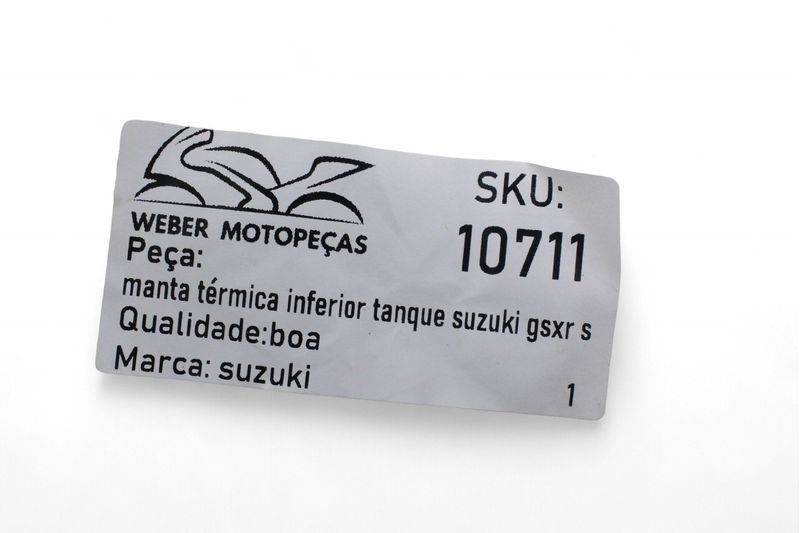 WEBER MOTOPEÇAS
SKU:
10711
Peça:
manta térmica inferior tanque suzuki gsxr s
Qualidade:boa
Marca: suzuki
1